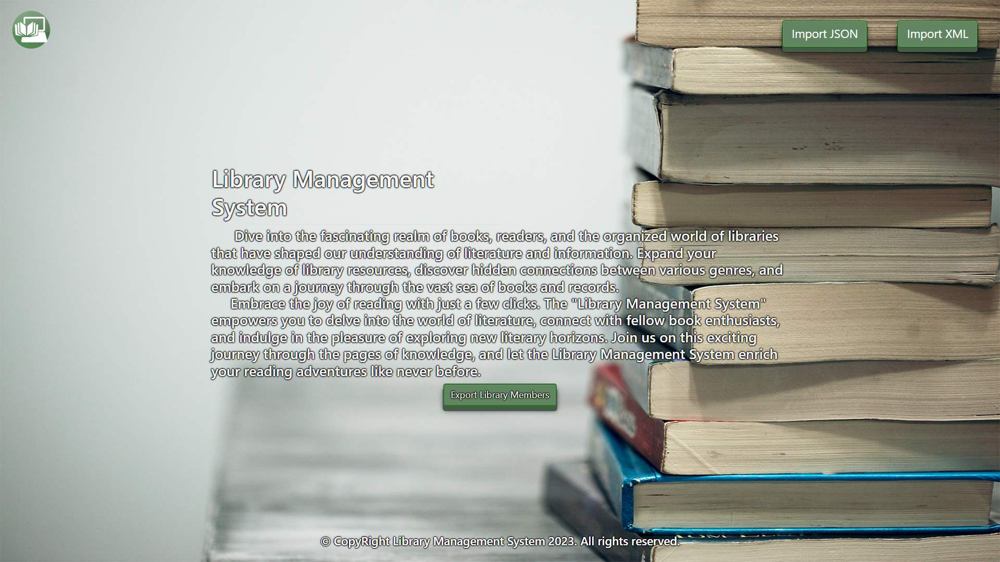 Import JSON
Import XML
Library Management
System
Dive into the fascinating realm of books, readers, and the organized world of libraries
that have shaped our understanding of literature and information. Expand your
knowledge of library resources, discover hidden connections between various genres, and
embark on a journey through the vast sea of books and records.
Embrace the joy of reading with just a few clicks. The "Library Management System"
empowers you to delve into the world of literature, connect with fellow book enthusiasts,
and indulge in the pleasure of exploring new literary horizons. Join us on this exciting
journey through the pages of knowledge, and let the Library Management System enrich
your reading adventures like never before.
Export Library Members
© CopyRight Library Management System 2023. All rights reserved.